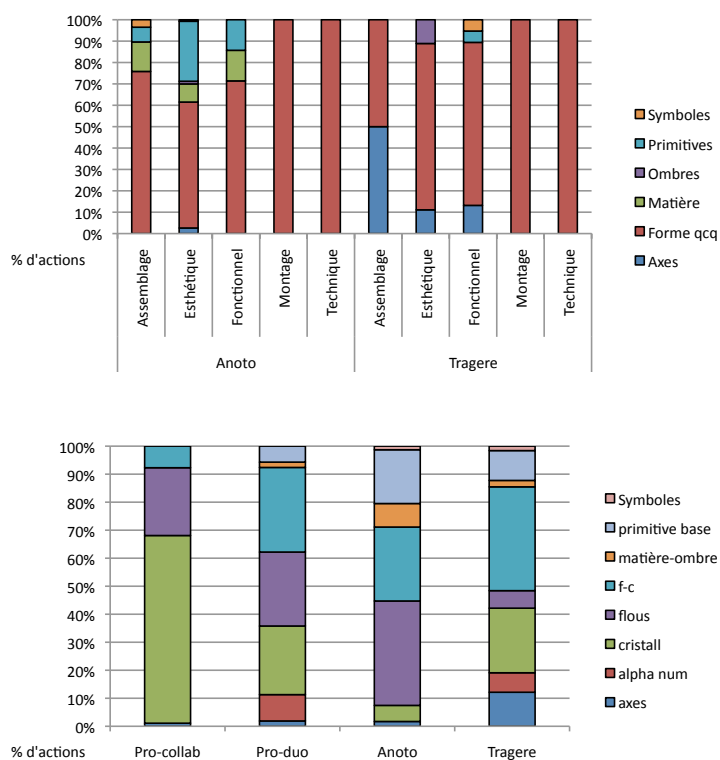 100%
90%
80%
70%
60%
50%
40%
30%
20%
10%
0%
% d'actions
Assemblage
Esthétique
Fonctionnel
Montage
Technique
Assemblage
Esthétique
Fonctionnel
Montage
Technique
Anoto
Tragere
Symboles
Primitives
Ombres
Matière
Forme qcq
Axes
100%
90%
80%
70%
60%
50%
40%
30%
20%
10%
0%
% d'actions
Pro-collab
Pro-duo
Anoto
Tragere
Symboles
primitive base
matière-ombre
f-c
flous
cristall
alpha num
axes